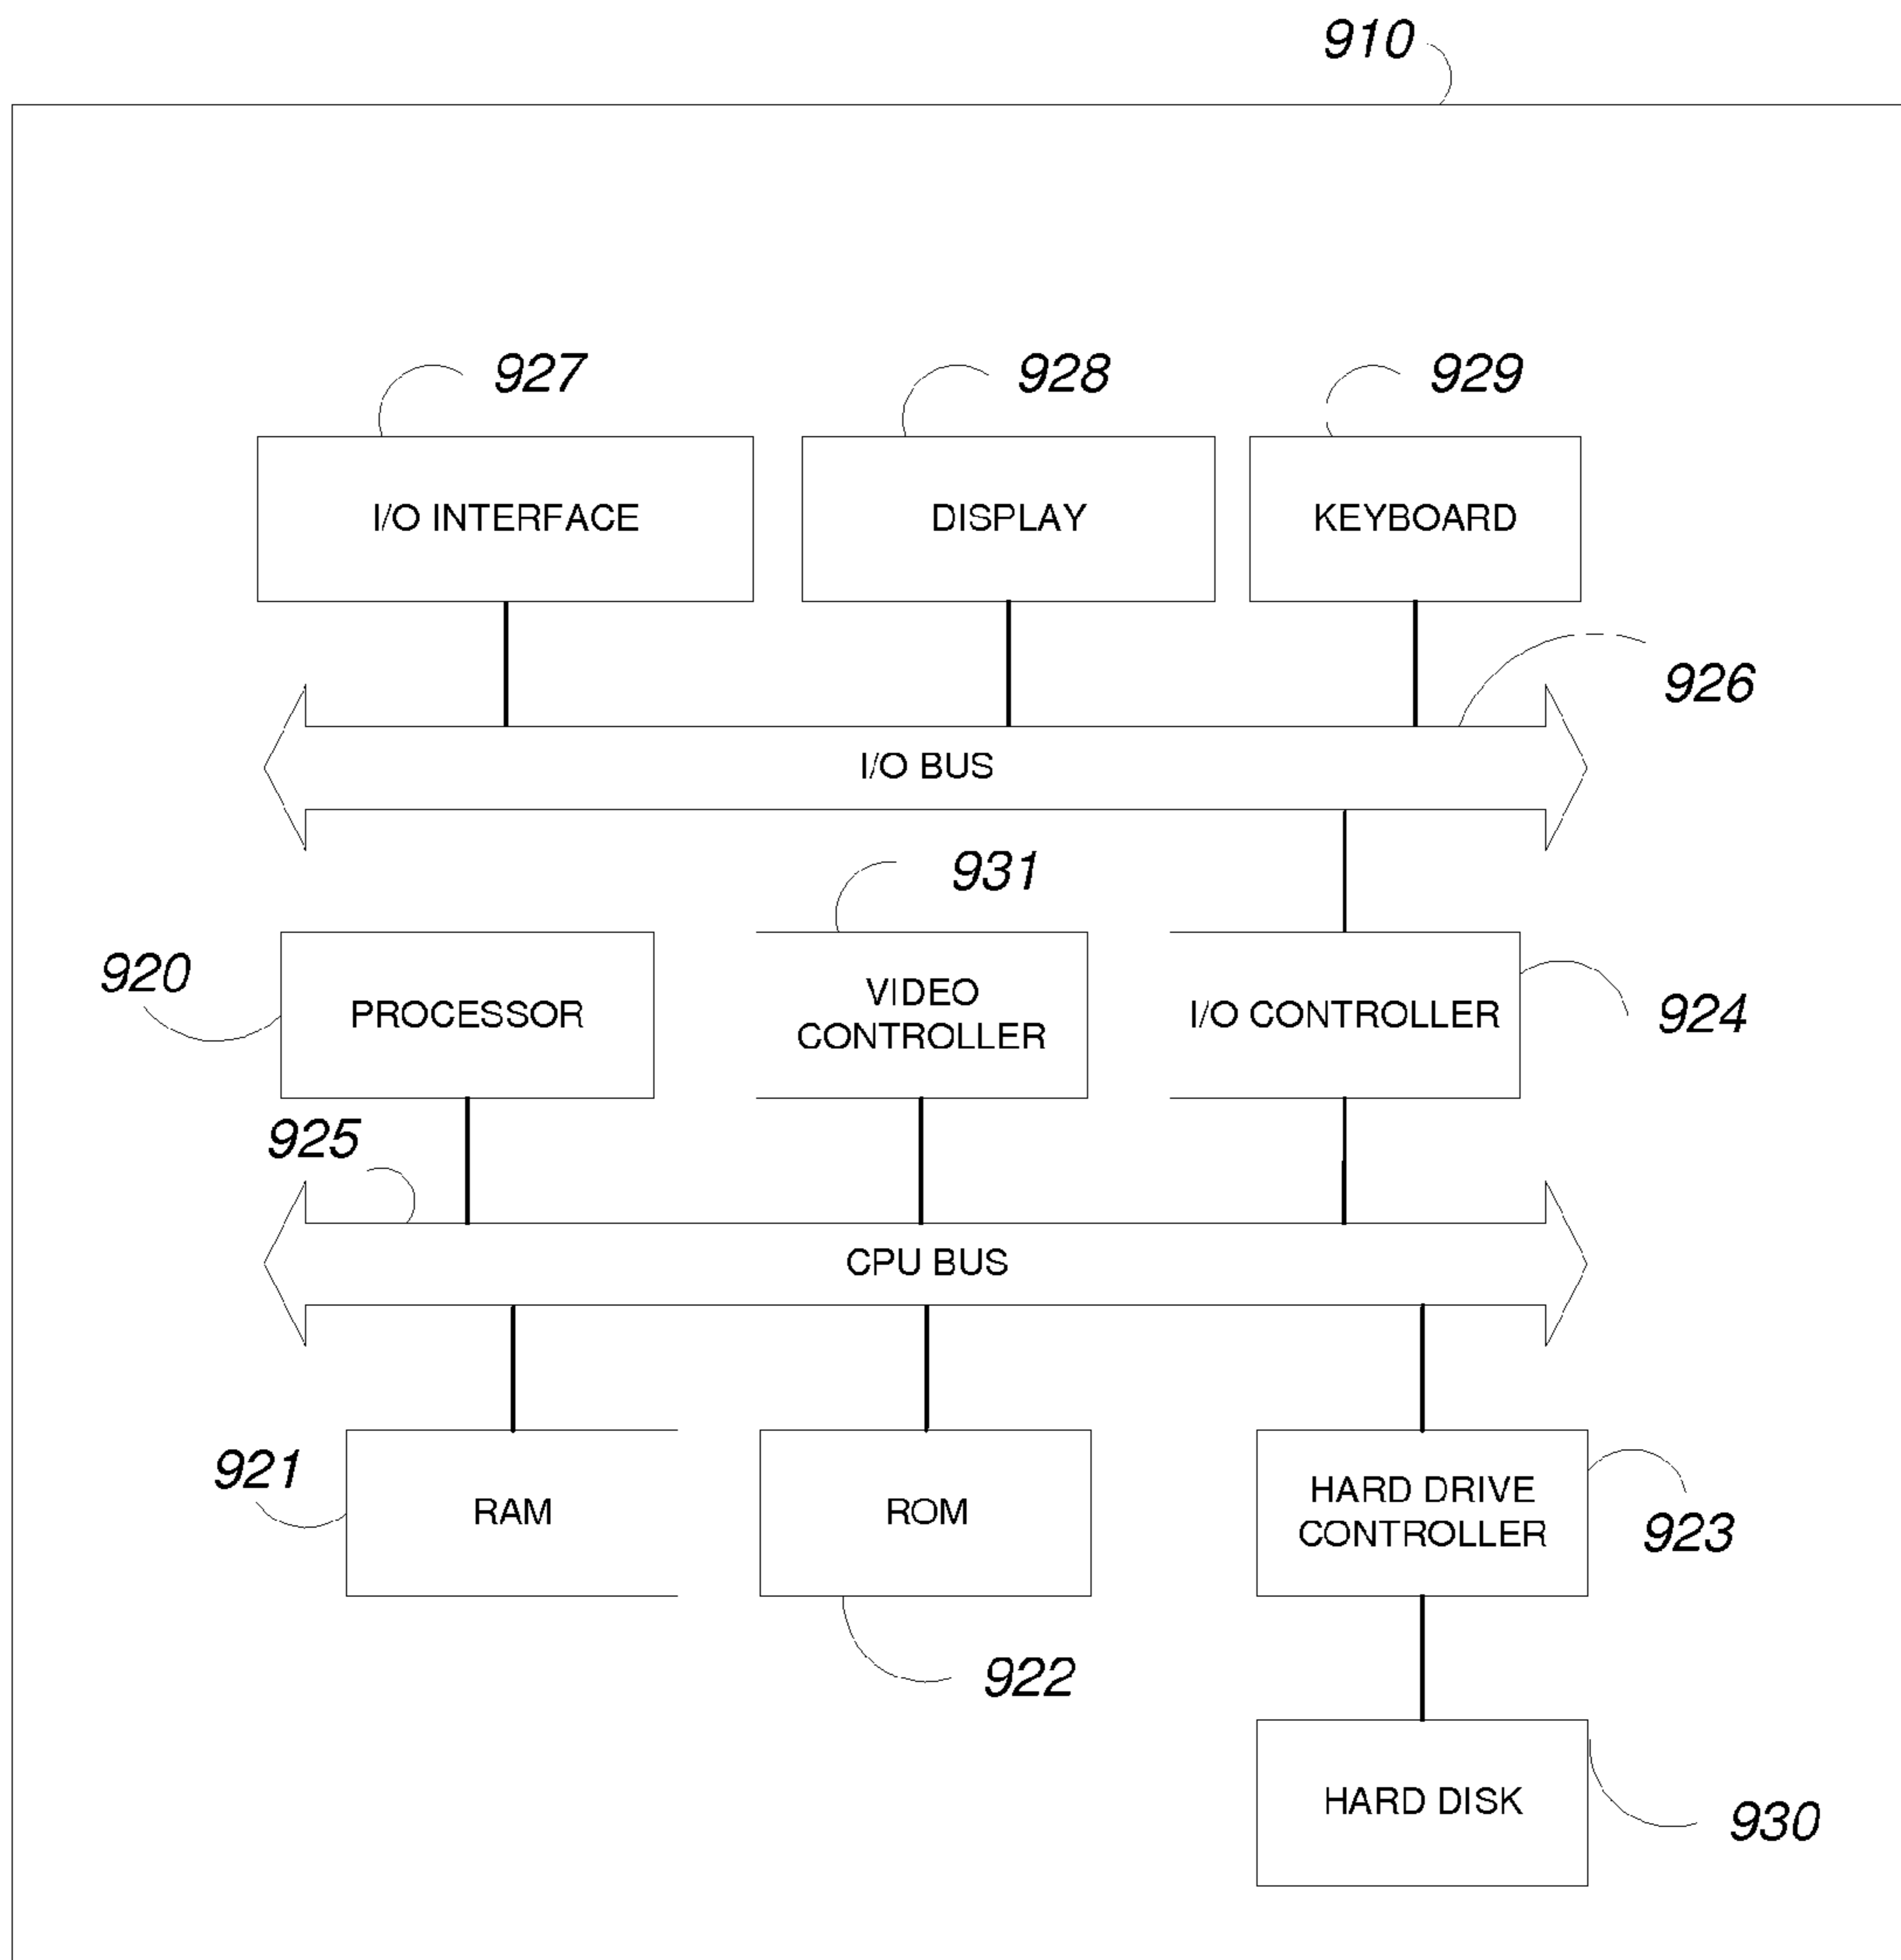 910
927
928
929
I/O INTERFACE
DISPLAY
KEYBOARD
926
I/O BUS
931
920
PROCESSOR
VIDEO
CONTROLLER
I/O CONTROLLER
924
925
CPU BUS
921
RAM
ROM
HARD DRIVE
CONTROLLER
923
922
HARD DISK
930